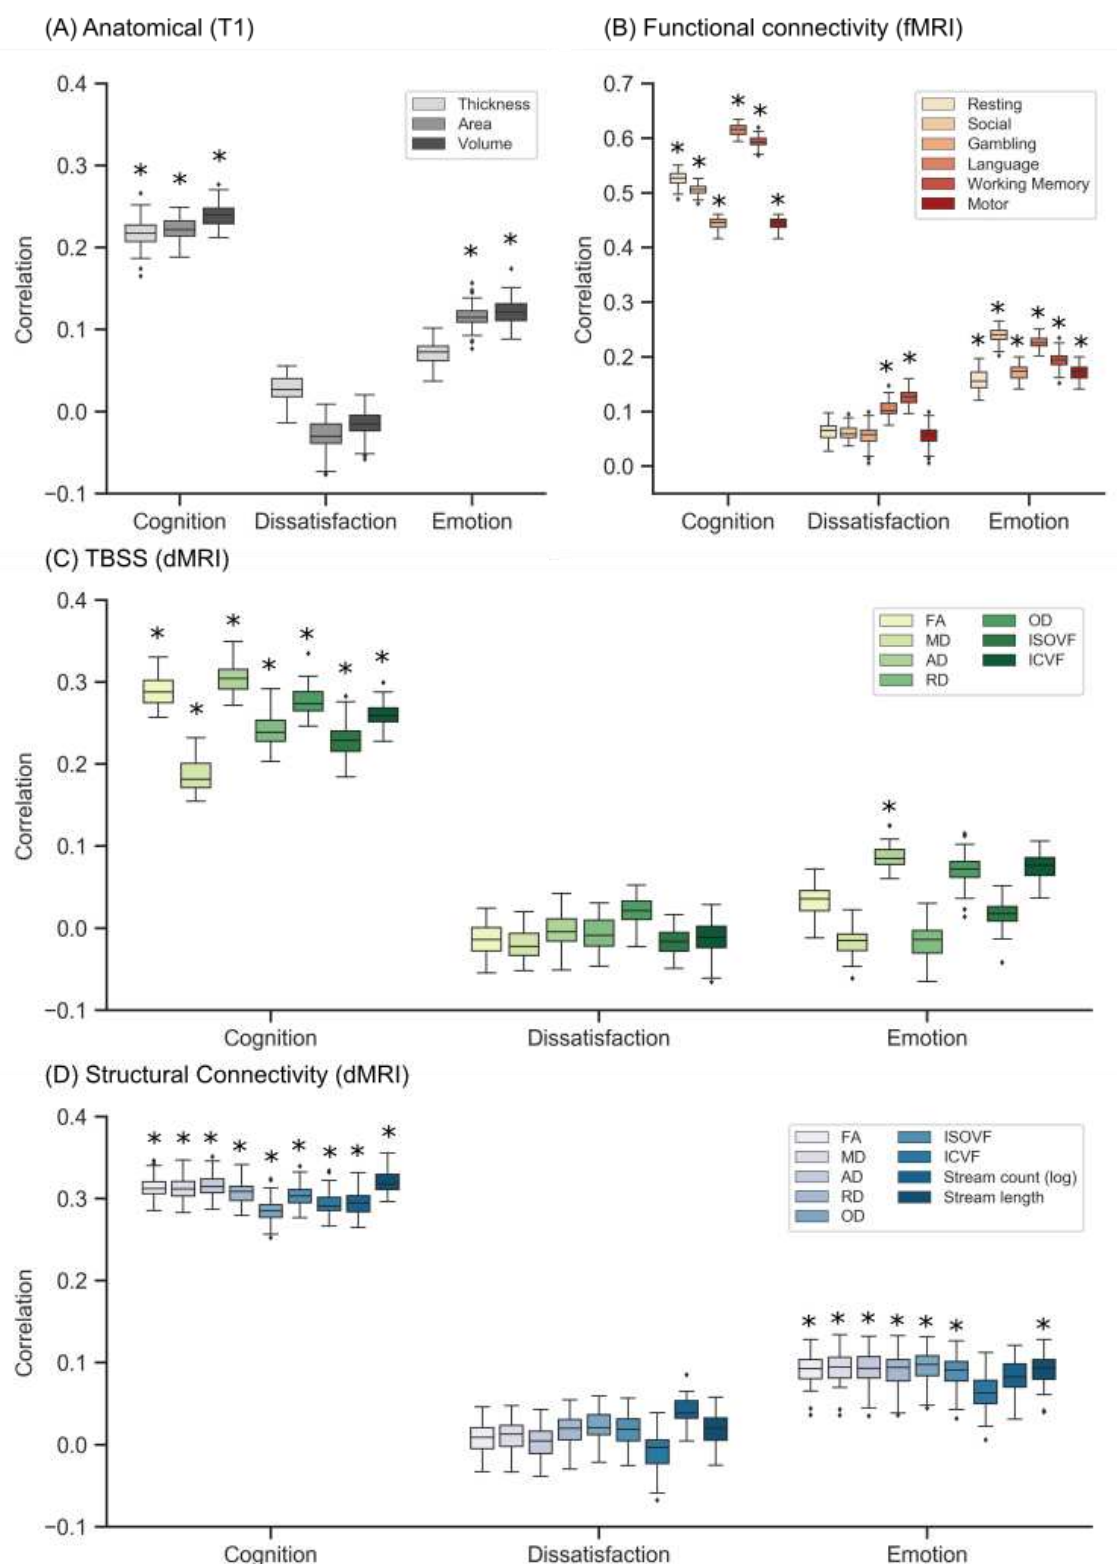 (A) Anatomical (T1)
0.4
0.3
0.2
0.1
0.0
−0.1
Correlation
Thickness
Area
Volume
* * *
* *
Cognition Dissatisfaction Emotion
(B) Functional connectivity (fMRI)
0.7
0.6
0.5
0.4
0.3
0.2
0.1
0.0
Correlation
Resting
Social
Gambling
Language
Working Memory
Motor
* * * * * *
* *
* * * * * *
Cognition Dissatisfaction Emotion
(C) TBSS (dMRI)
0.4
0.3
0.2
0.1
0.0
−0.1
Correlation
FA
MD
AD
RD
OD
ISOVF
ICVF
* * * * * * *
*
Cognition Dissatisfaction Emotion
(D) Structural Connectivity (dMRI)
0.4
0.3
0.2
0.1
0.0
−0.1
Correlation
FA
MD
AD
RD
OD
ISOVF
ICVF
Stream count (log)
Stream length
* * * * * * * * *
* * * * * * *
Cognition Dissatisfaction Emotion